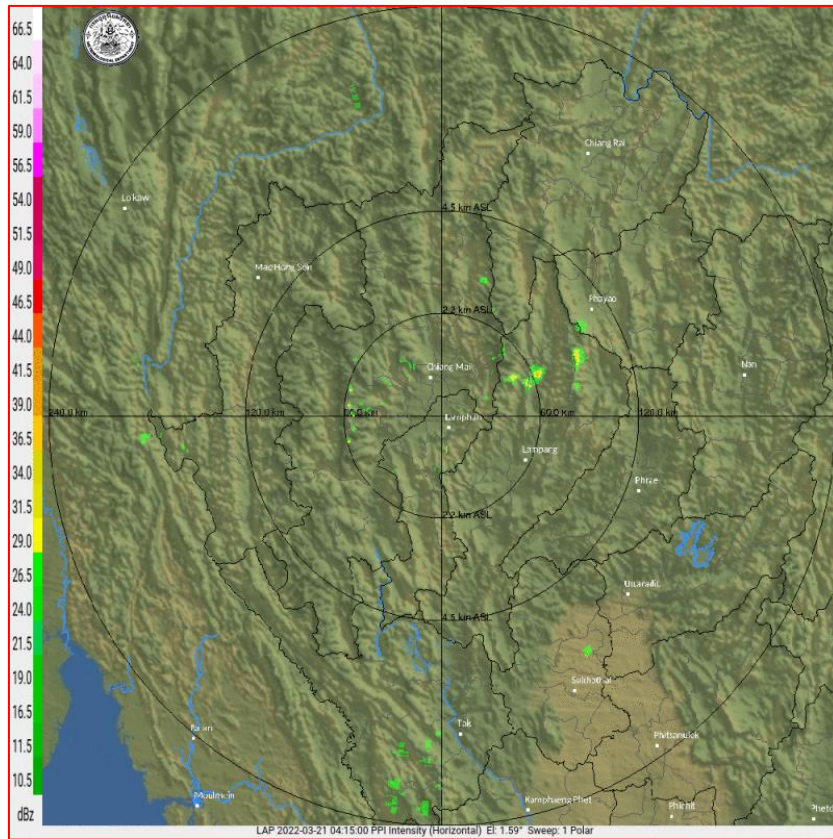 66.5
64.0
61.5
59.0
56.5
54.0
51.5
49.0
46.5
44.0
41.5
39.0
36.5
34.0
31.5
29.0
26.5
24.0
21.5
19.0
16.5
14.0
11.5
10.5
dBz
Chiang Rai
Loikaw
4.5 km ASL
Mae Hong Son
Phayao
2.2 km ASL
Nan
Chiang Mai
240.0 km
120.0 km
60.0 km
120.0 km
Lamphun
Lampang
Phrae
2.2 km ASL
Uttaradit
4.5 km ASL
Sukhothai
Pa'an
Tak
Phitsanulok
Moulmein
Kamphaeng Phet
Phichit
LAP 2022-03-21 04:15:00 PPI Intensity (Horizontal) El: 1.59° Sweep: 1 Polar